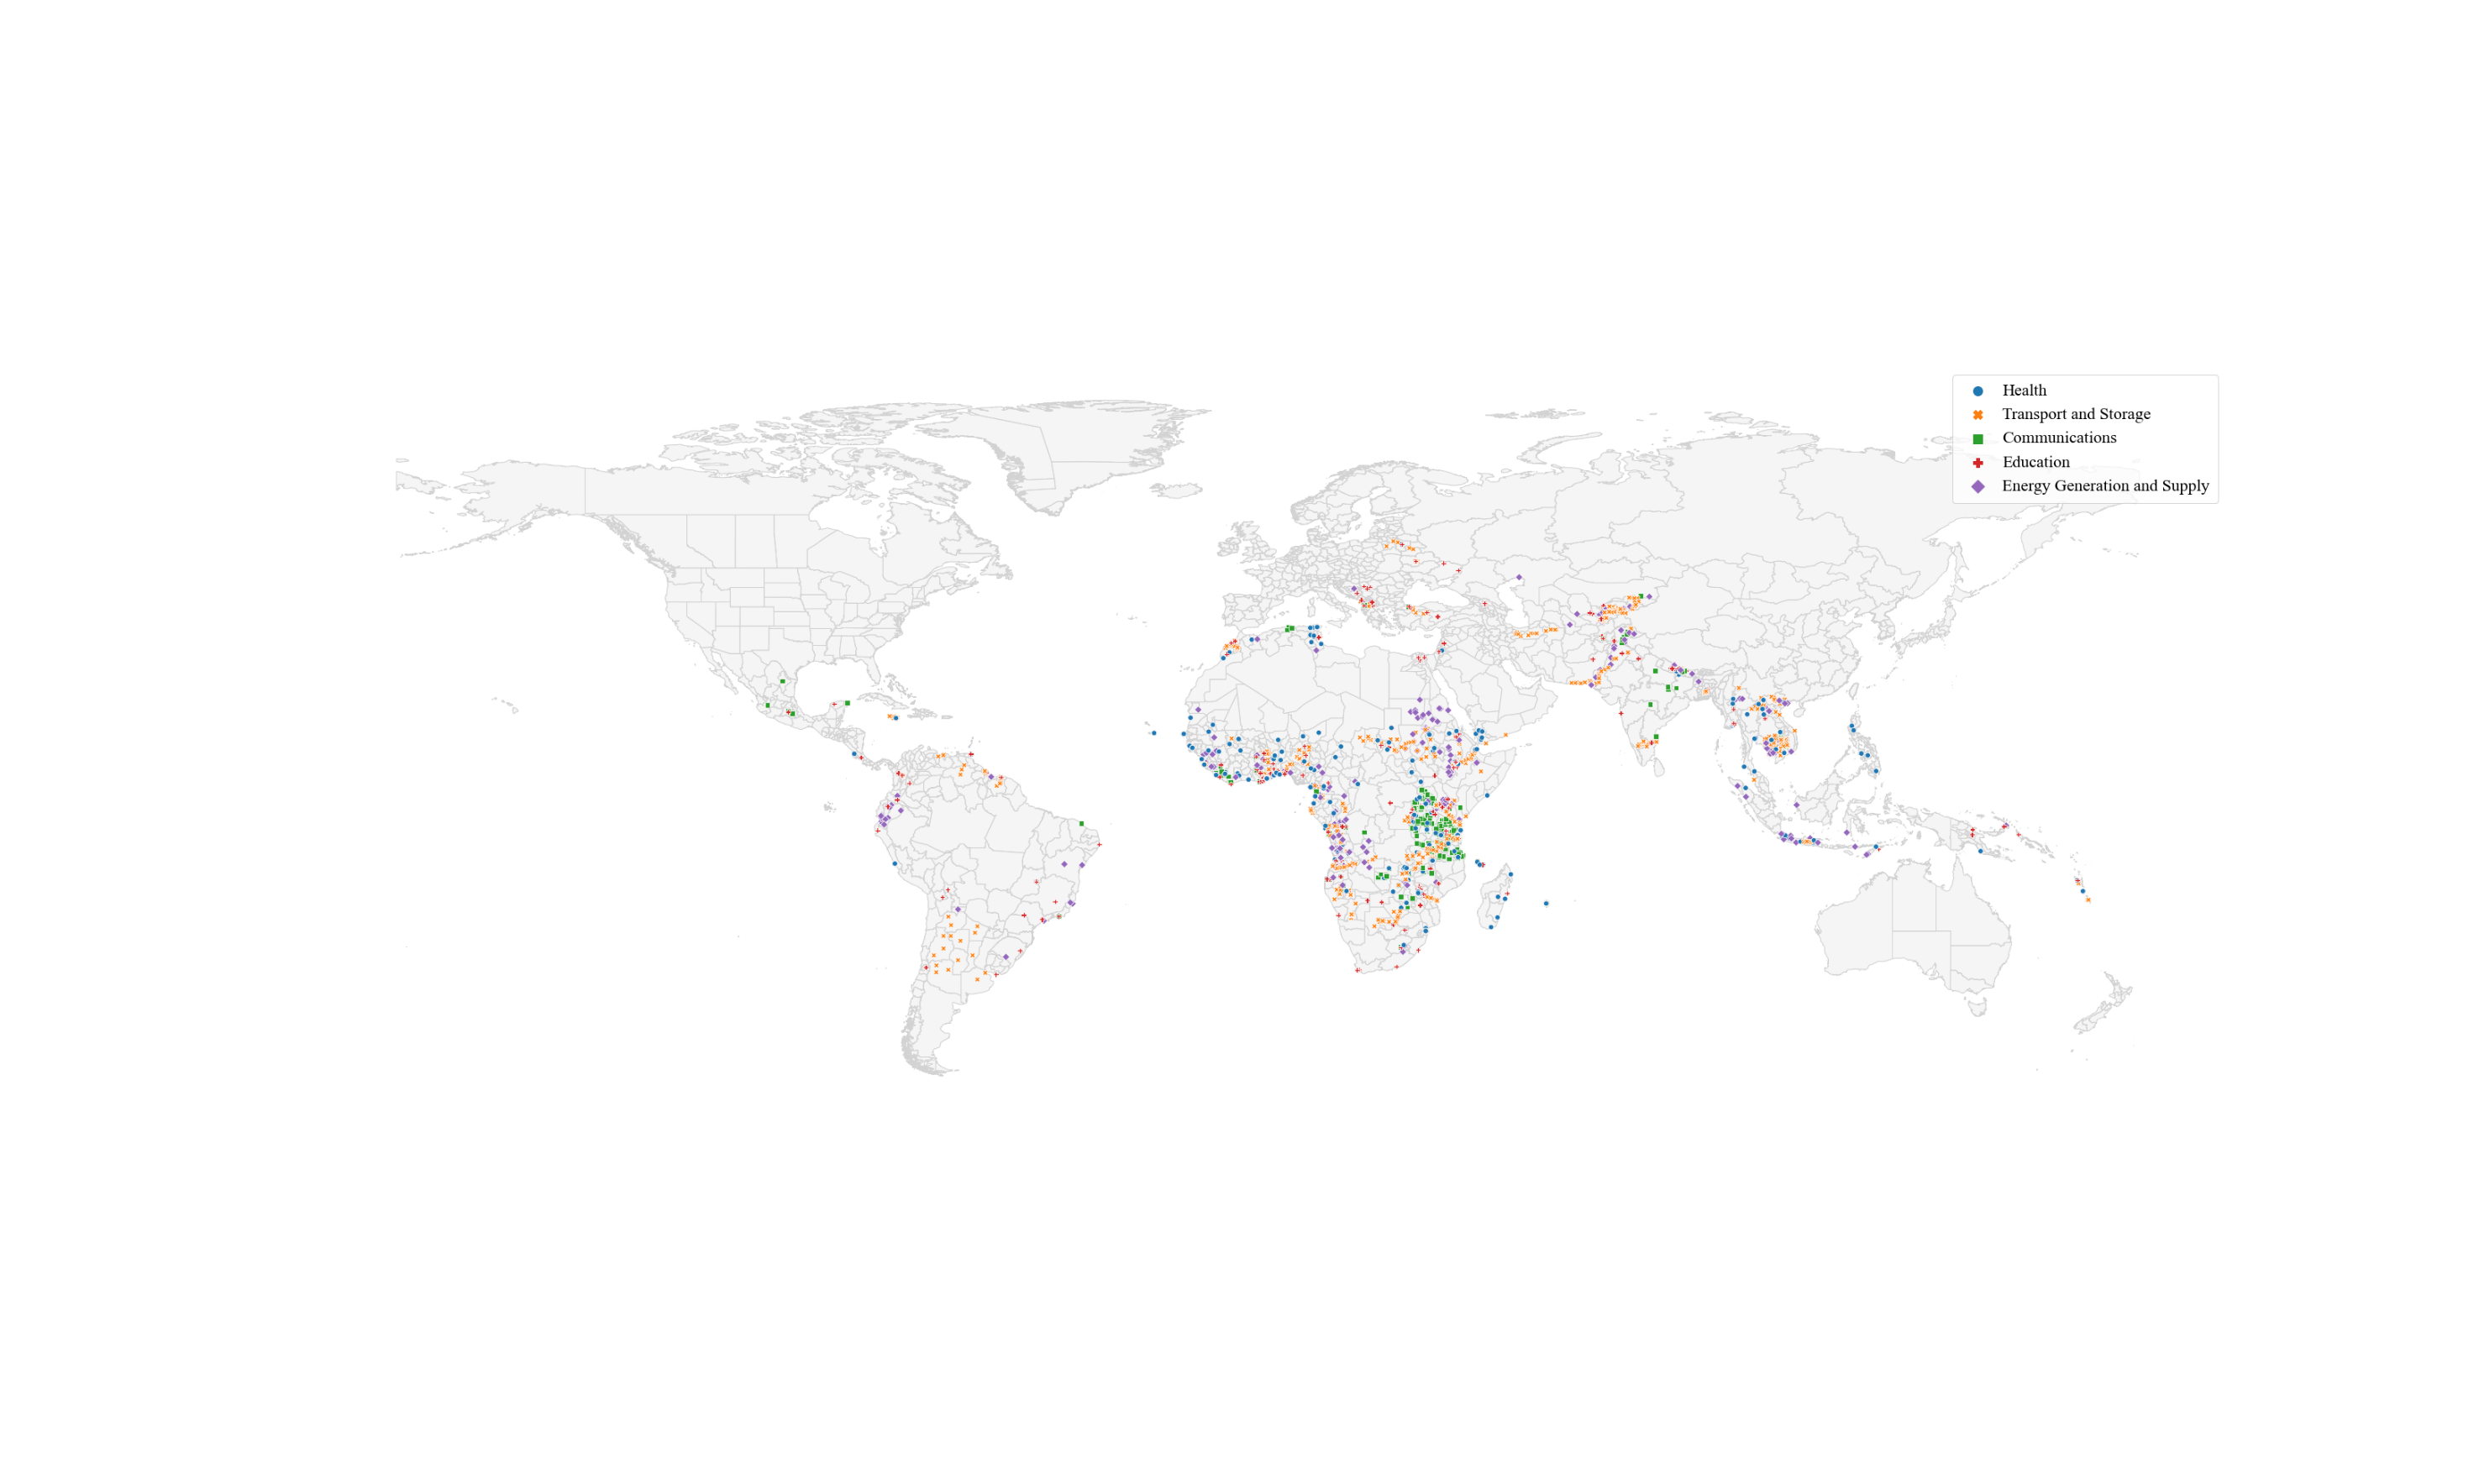 Health
Transport and Storage
Communications
Education
Energy Generation and Supply